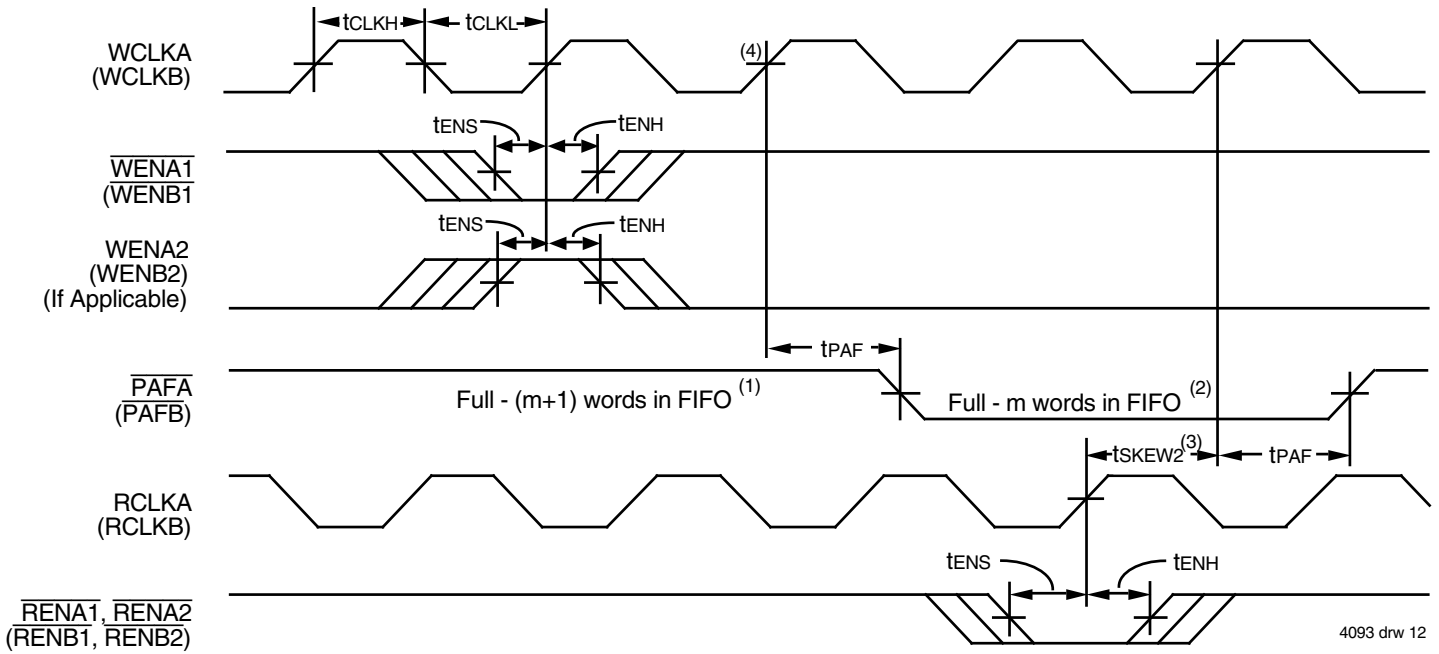 tCLKH
tCLKL
WCLKA
(WCLKB)
(4)
tENS
tENH
WENA1
(WENB1
tENS
tENH
WENA2
(WENB2)
(If Applicable)
tPAF
PAFA
(PAFB)
Full - (m+1) words in FIFO (1)
Full - m words in FIFO (2)
tSKEW2(3)
tPAF
RCLKA
(RCLKB)
tENS
tENH
RENA1, RENA2
(RENB1, RENB2)
4093 drw 12